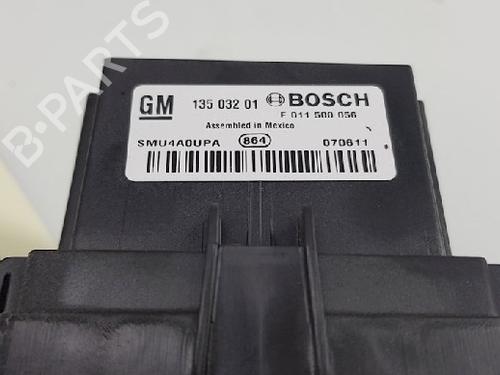 B-PARTS
GM 135 032 01 BOSCH
F 011 500 056
Assembled in Mexico
SMU4A0UPA 864 070611